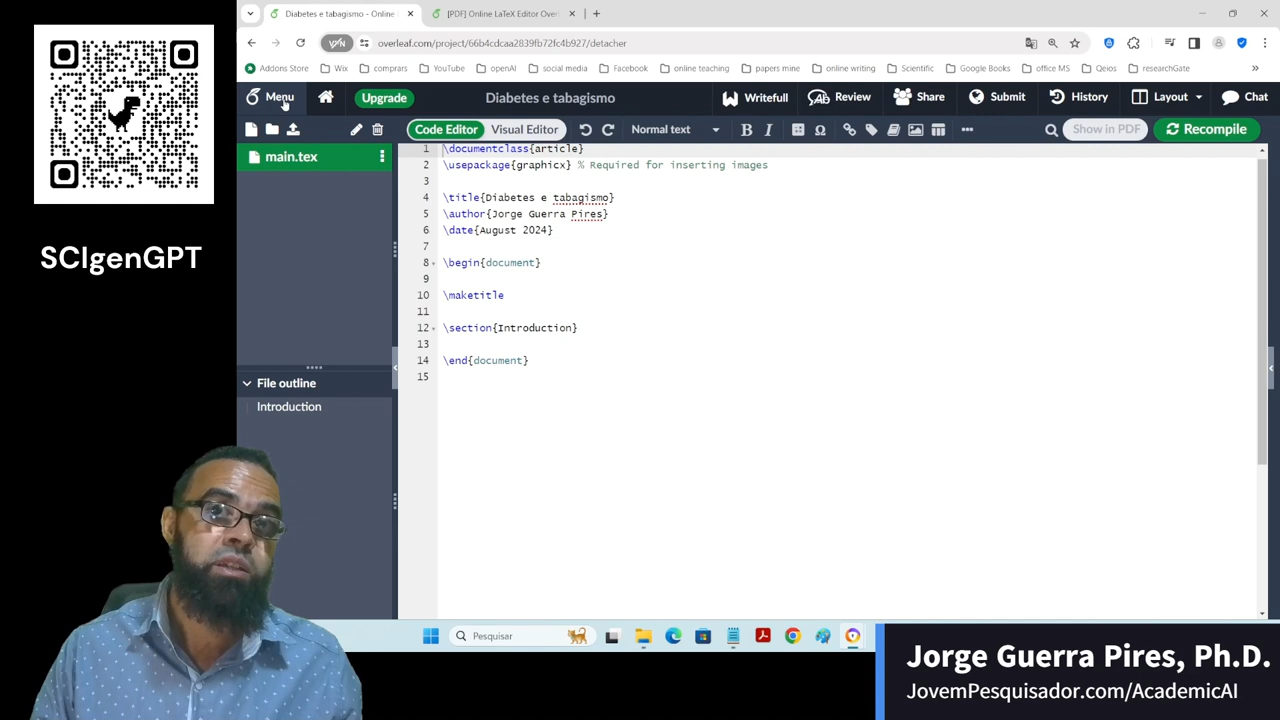 Diabetes e tabagismo - Online
[PDF] Online LaTeX Editor Over
VPN
overleaf.com/project/66b4cdcaa2839fb72fc4b927/detacher
Addons Store
Wix
comprars
YouTube
openAI
social media
Facebook
online teaching
papers mine
online writing
Scientific
Google Books
office MS
Qeios
researchGate
Menu
Upgrade
Diabetes e tabagismo
Writefull
Review
Share
Submit
History
Layout
Chat
Code Editor
Visual Editor
Normal text
B I
Show in PDF
Recompile
main.tex
1 \documentclass{article}
2 \usepackage{graphicx} % Required for inserting images
3
4 \title{Diabetes e tabagismo}
5 \author{Jorge Guerra Pires}
6 \date{August 2024}
7
8 \begin{document}
9
10 \maketitle
11
12 \section{Introduction}
13
14 \end{document}
15
File outline
Introduction
SCIgenGPT
Pesquisar
Jorge Guerra Pires, Ph.D.
JovemPesquisador.com/AcademicAI